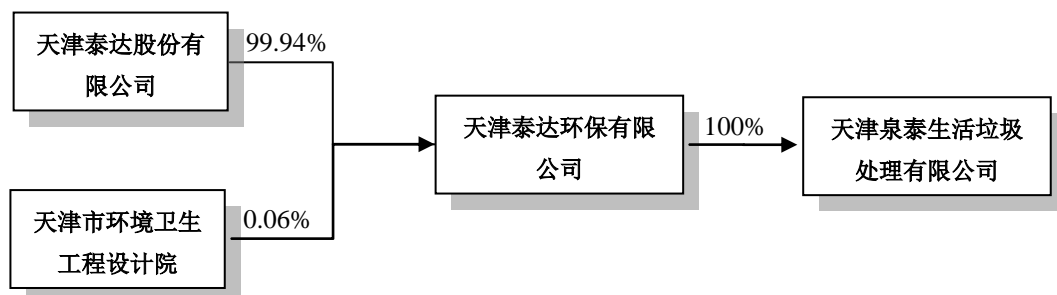 天津泰达股份有
限公司
99.94%
天津市环境卫生
工程设计院
0.06%
天津泰达环保有限
公司
100%
天津泉泰生活垃圾
处理有限公司